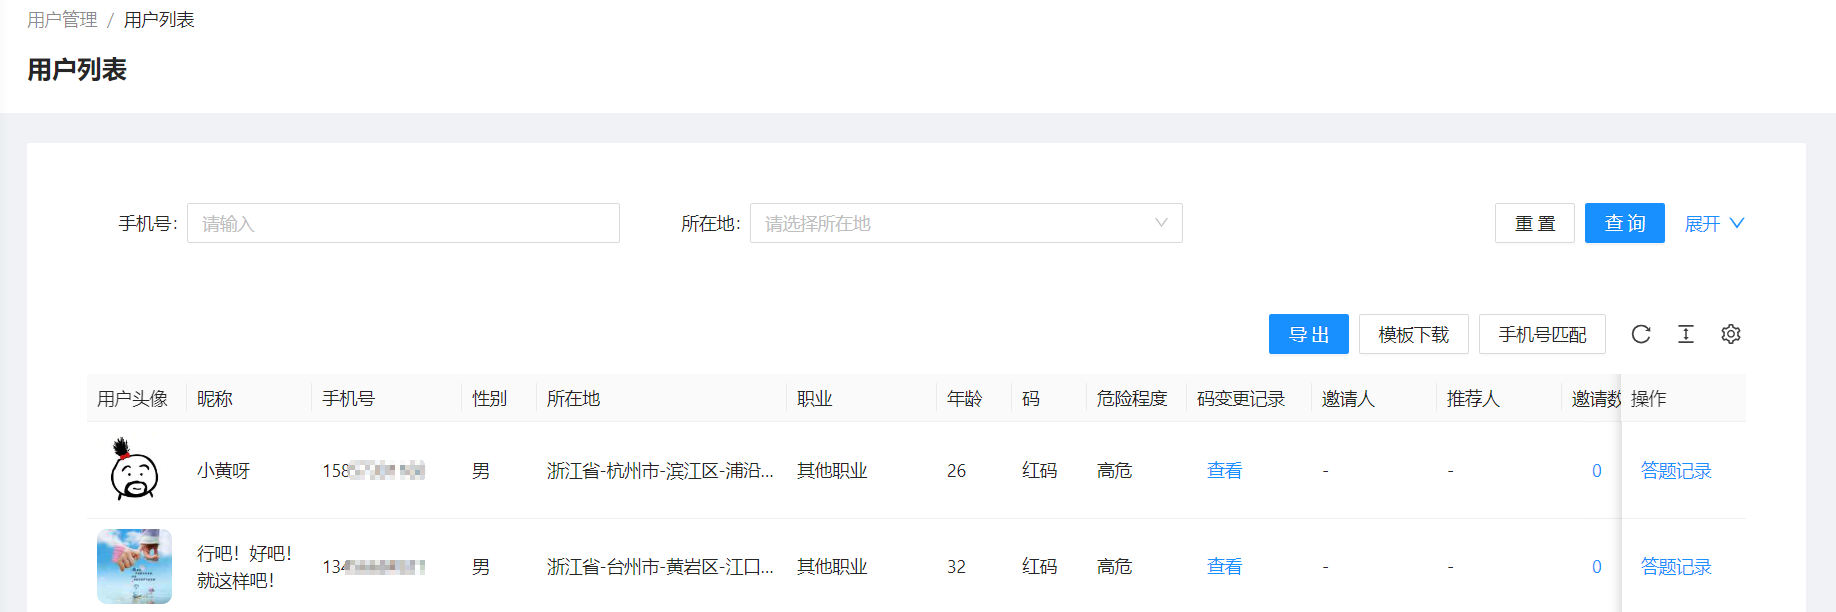 用户管理 / 用户列表
用户列表
手机号: 请输入 所在地: 请选择所在地 重 置 查 询 展开
导 出 模板下载 手机号匹配
用户头像 昵称 手机号 性别 所在地 职业 年龄 码 危险程度 码变更记录 邀请人 推荐人 邀请数 操作
小黄呀 158 男 浙江省-杭州市-滨江区-浦沿... 其他职业 26 红码 高危 查看 - - 0 答题记录
行吧！好吧！
就这样吧！
134 男 浙江省-台州市-黄岩区-江口... 其他职业 32 红码 高危 查看 - - 0 答题记录